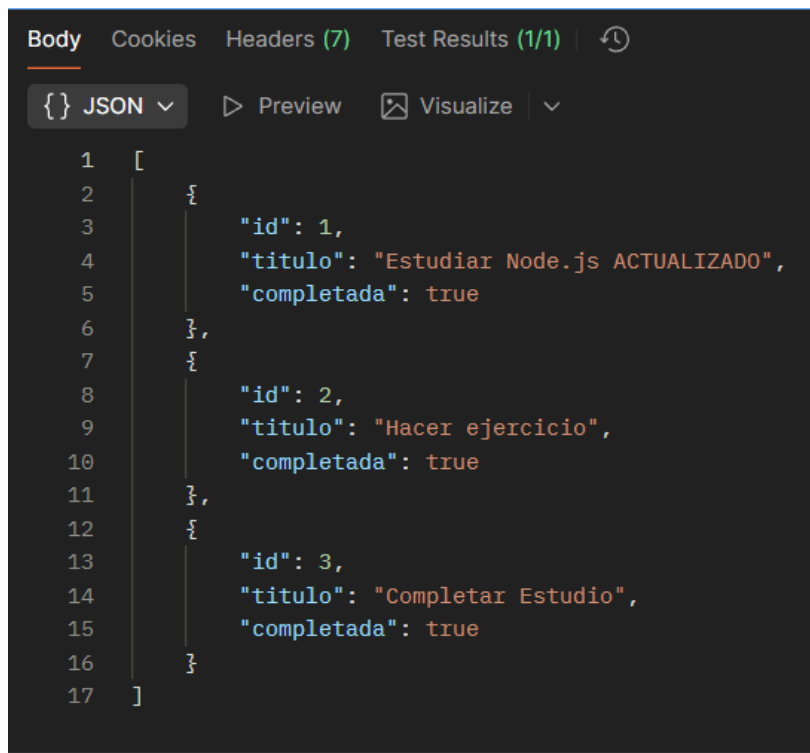 Body Cookies Headers (7) Test Results (1/1)
{} JSON Preview Visualize
1 [
2 {
3 "id": 1,
4 "titulo": "Estudiar Node.js ACTUALIZADO",
5 "completada": true
6 },
7 {
8 "id": 2,
9 "titulo": "Hacer ejercicio",
10 "completada": true
11 },
12 {
13 "id": 3,
14 "titulo": "Completar Estudio",
15 "completada": true
16 }
17 ]